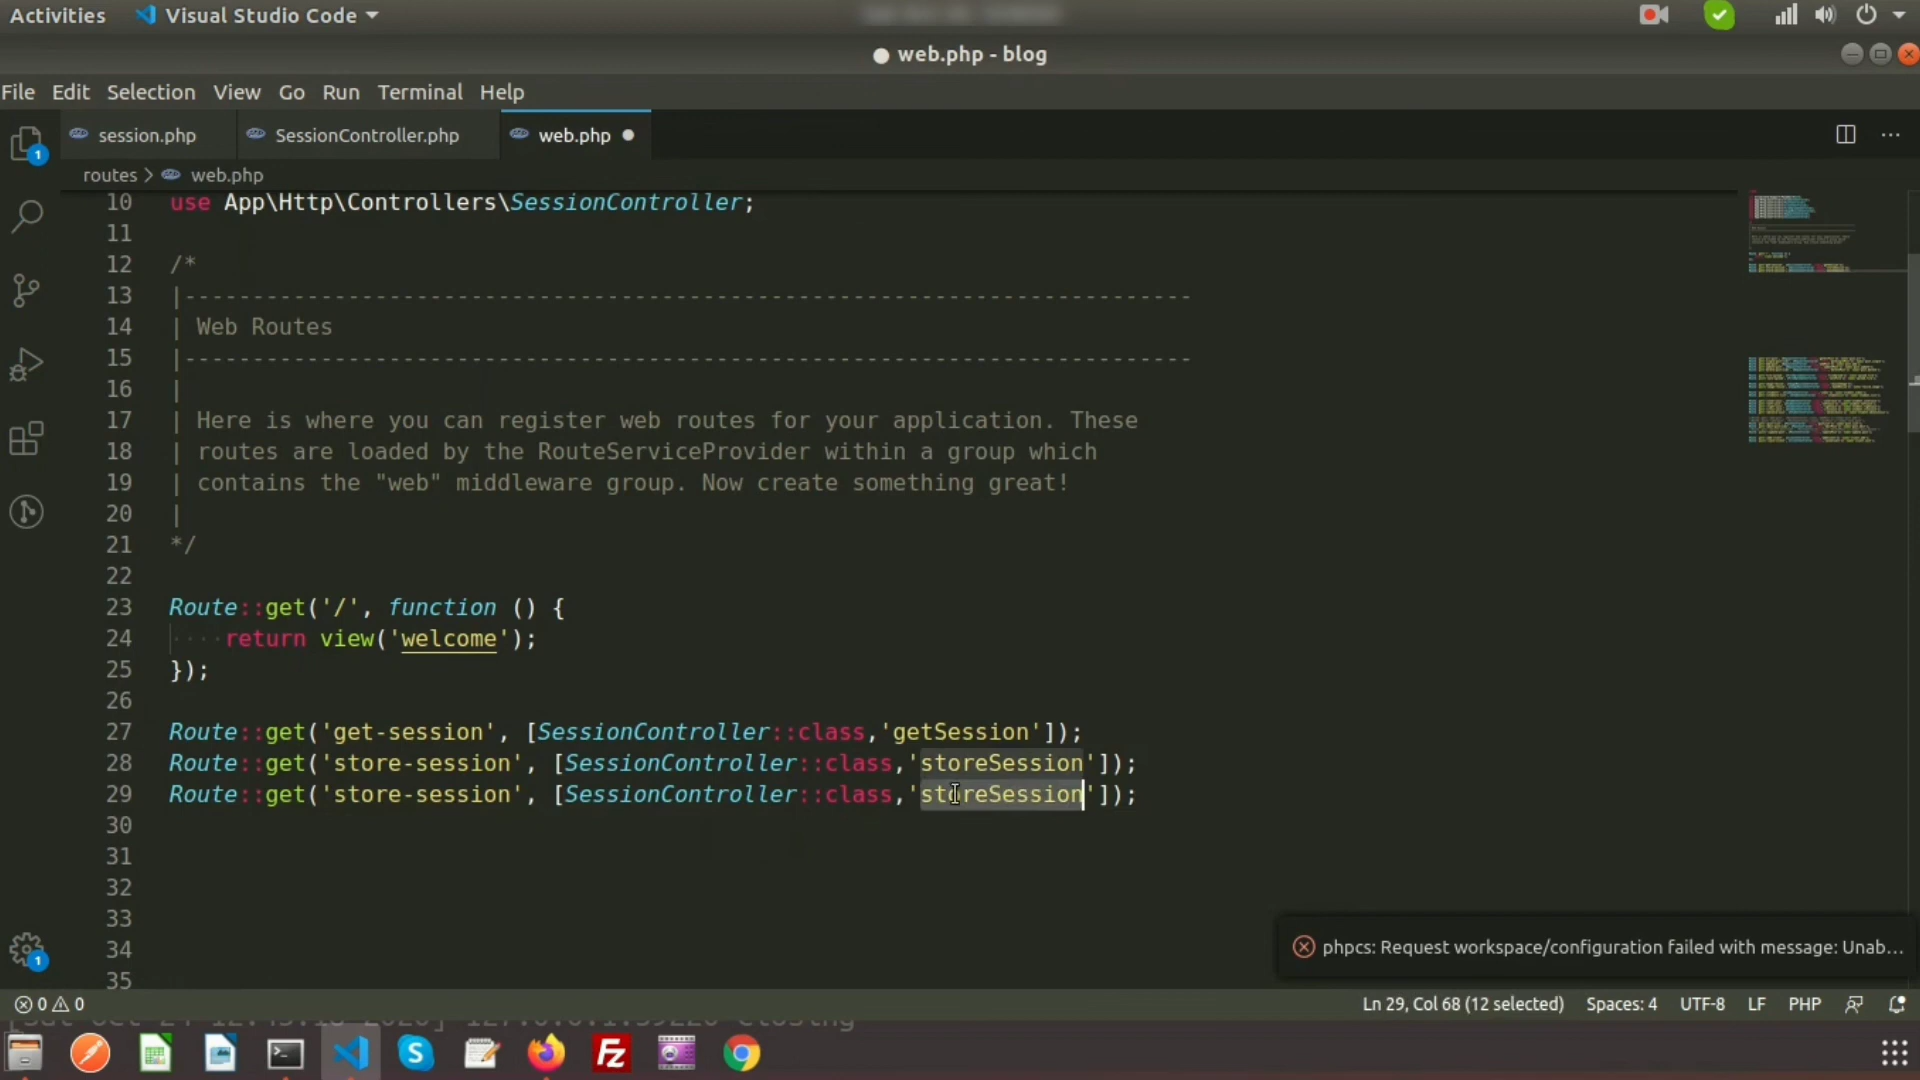 Activities Visual Studio Code
web.php - blog
File Edit Selection View Go Run Terminal Help
session.php SessionController.php web.php
routes > web.php
10 use App\Http\Controllers\SessionController;
11
12 /*
13 |--------------------------------------------------------------------------
14 | Web Routes
15 |--------------------------------------------------------------------------
16 |
17 | Here is where you can register web routes for your application. These
18 | routes are loaded by the RouteServiceProvider within a group which
19 | contains the "web" middleware group. Now create something great!
20 |
21 */
22
23 Route::get('/', function () {
24 ····return view('welcome');
25 });
26
27 Route::get('get-session', [SessionController::class,'getSession']);
28 Route::get('store-session', [SessionController::class,'storeSession']);
29 Route::get('store-session', [SessionController::class,'storeSession']);
30
31
32
33
34
35
1
1
phpcs: Request workspace/configuration failed with message: Unab...
0 0 Ln 29, Col 68 (12 selected) Spaces: 4 UTF-8 LF PHP